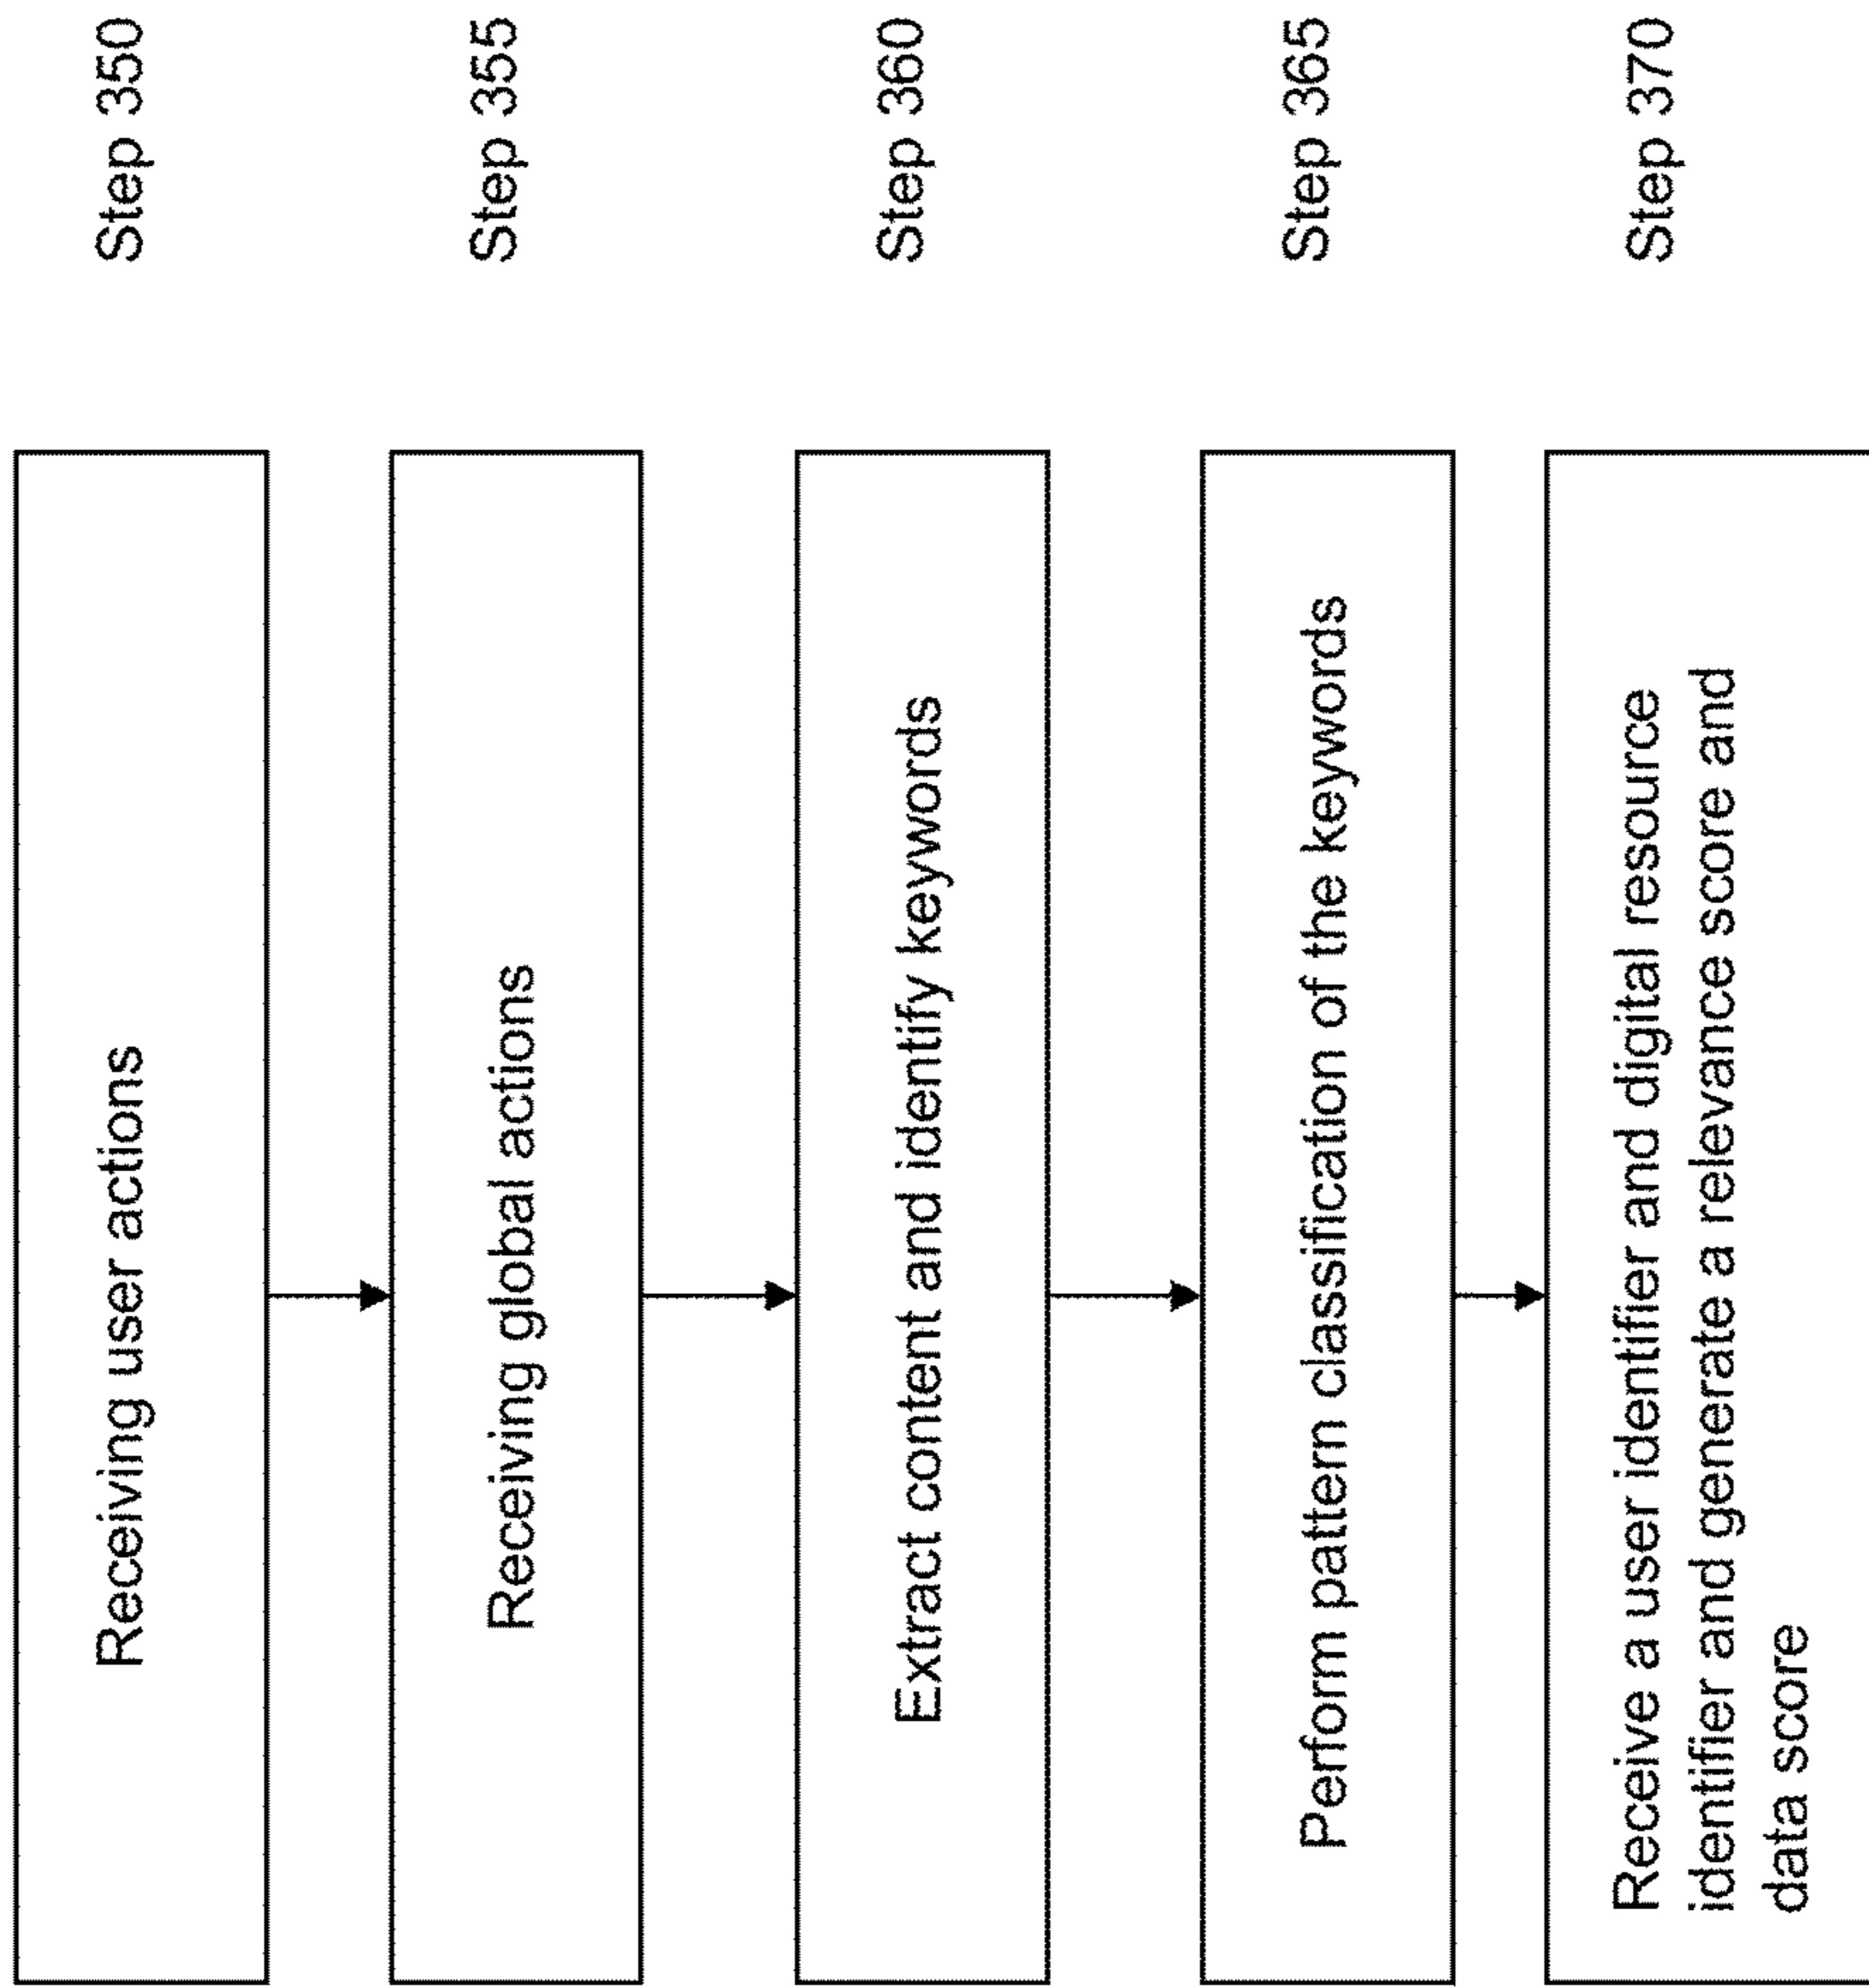 Receiving user actions
Step 350
Receiving global actions
Step 355
Extract content and identify keywords
Step 360
Perform pattern classification of the keywords
Step 365
Receive a user identifier and digital resource
identifier and generate a relevance score and
data score
Step 370